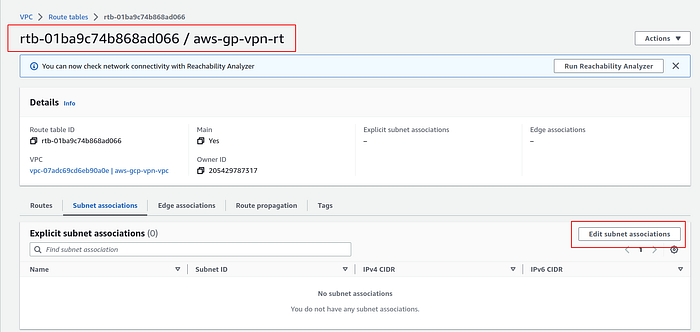 VPC > Route tables > rtb-01ba9c74b868ad066
rtb-01ba9c74b868ad066 / aws-gp-vpn-rt
Actions
You can now check network connectivity with Reachability Analyzer
Run Reachability Analyzer
Details Info
Route table ID
rtb-01ba9c74b868ad066
Main
Yes
Explicit subnet associations
–
Edge associations
–
VPC
vpc-07adc69cd6eb90a0e | aws-gcp-vpn-vpc
Owner ID
205429787317
Routes
Subnet associations
Edge associations
Route propagation
Tags
Explicit subnet associations (0)
Edit subnet associations
Find subnet association
1
Name
Subnet ID
IPv4 CIDR
IPv6 CIDR
No subnet associations
You do not have any subnet associations.